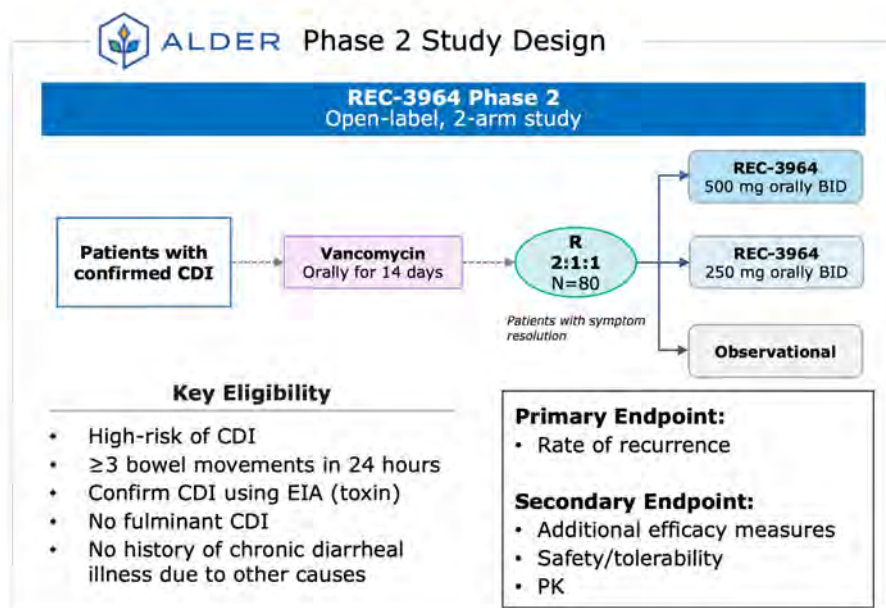 ALDER Phase 2 Study Design
REC-3964 Phase 2
Open-label, 2-arm study
Patients with
confirmed CDI
Vancomycin
Orally for 14 days
R
2:1:1
N=80
Patients with symptom
resolution
REC-3964
500 mg orally BID
REC-3964
250 mg orally BID
Observational
Key Eligibility
• High-risk of CDI
• ≥3 bowel movements in 24 hours
• Confirm CDI using EIA (toxin)
• No fulminant CDI
• No history of chronic diarrheal
illness due to other causes
Primary Endpoint:
• Rate of recurrence
Secondary Endpoint:
• Additional efficacy measures
• Safety/tolerability
• PK